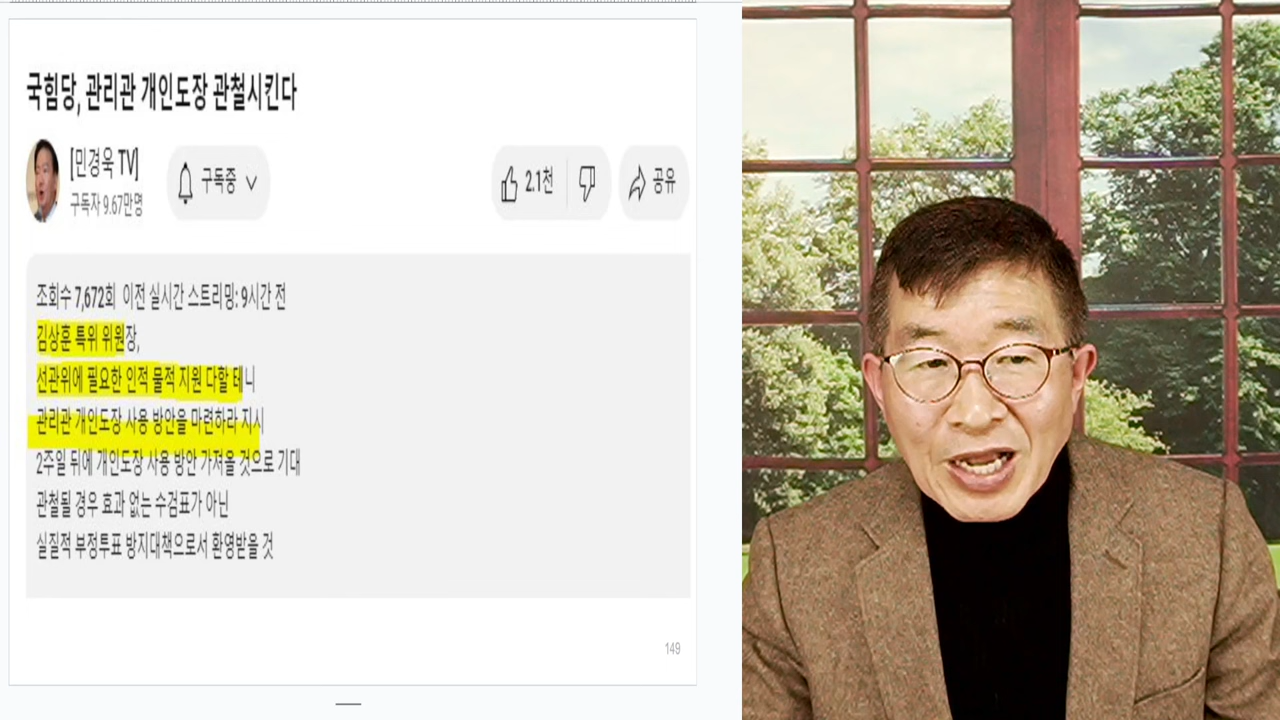 국힘당, 관리관 개인도장 관철시킨다
[민경욱 TV]
구독자 9.67만명
구독중
2.1천
공유
조회수 7,672회 이전 실시간 스트리밍: 9시간 전
김상훈 특위 위원장,
선관위에 필요한 인적 물적 지원 다할 테니
관리관 개인도장 사용 방안을 마련하라 지시
2주일 뒤에 개인도장 사용 방안 가져올 것으로 기대
관철될 경우 효과 없는 수검표가 아닌
실질적 부정투표 방지대책으로서 환영받을 것
149